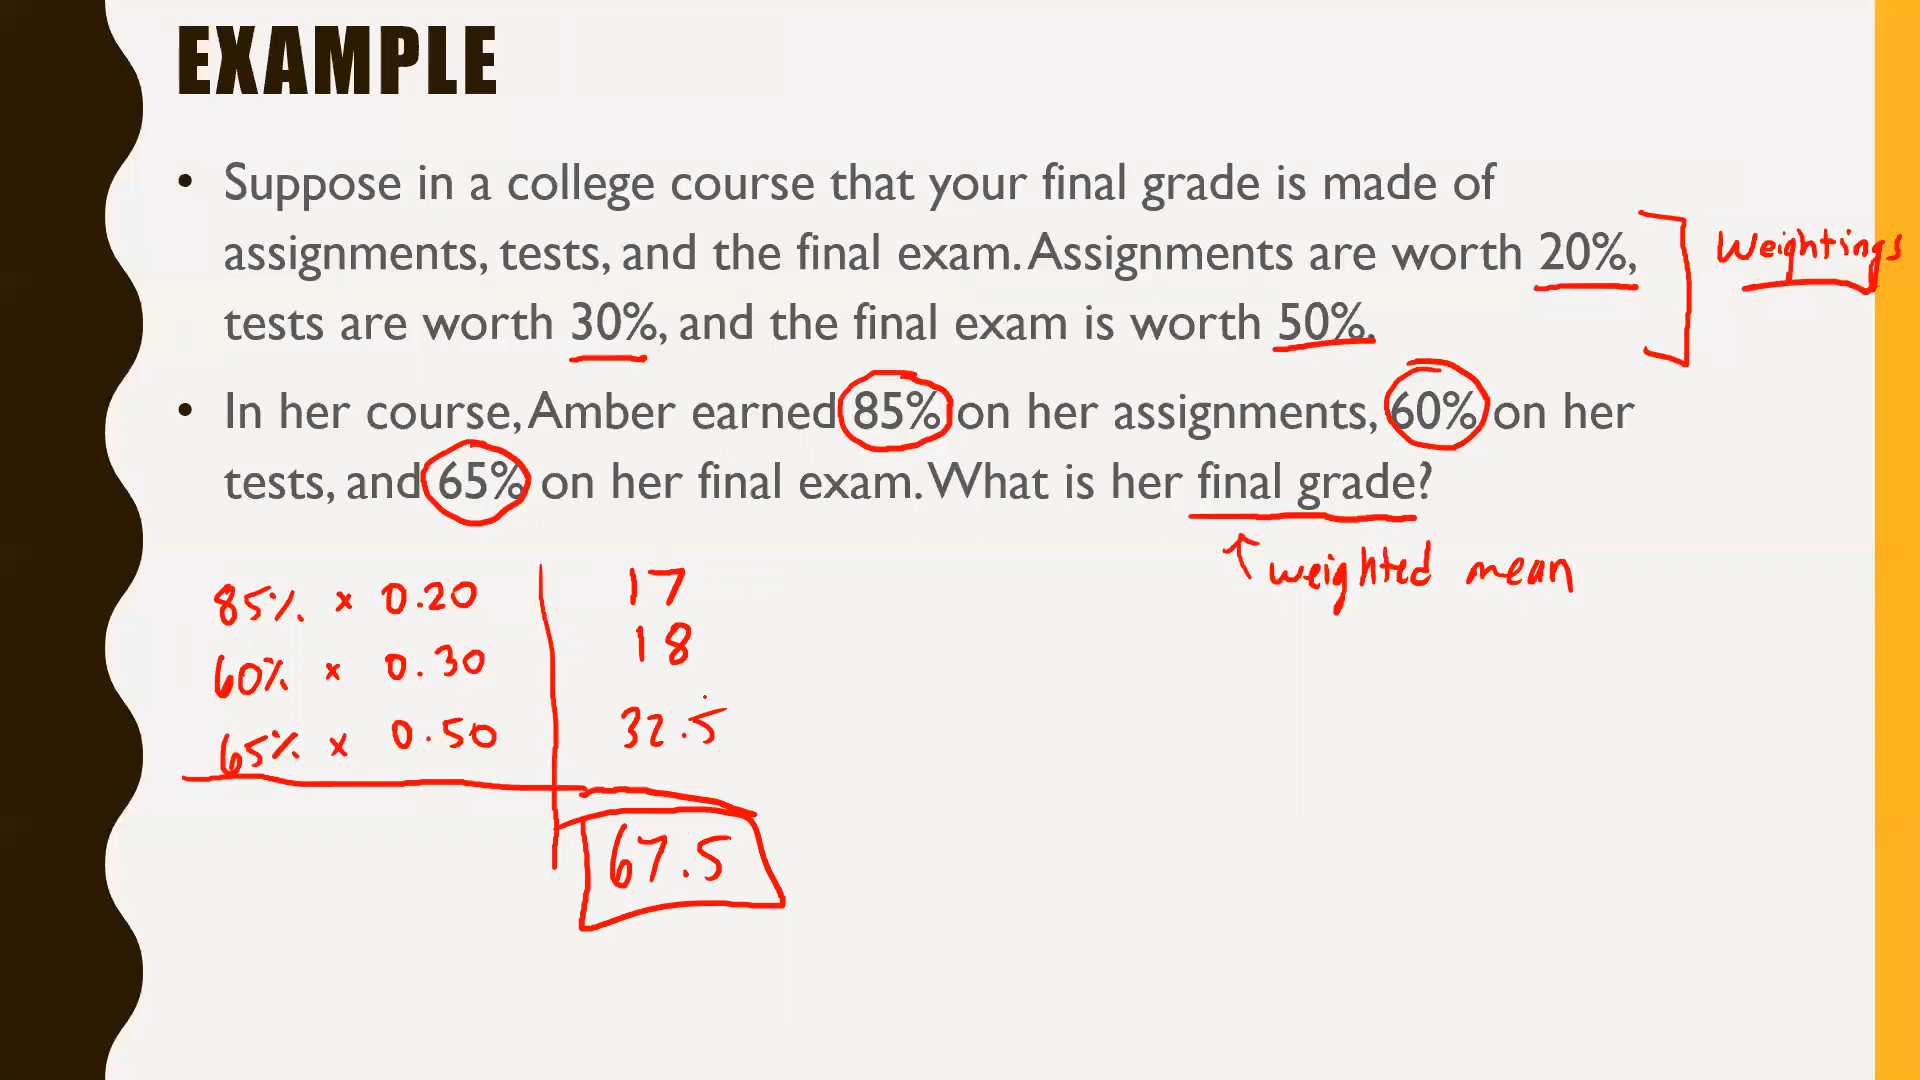 EXAMPLE
• Suppose in a college course that your final grade is made of
assignments, tests, and the final exam. Assignments are worth 20%,
tests are worth 30%, and the final exam is worth 50%.
Weightings
• In her course, Amber earned 85% on her assignments, 60% on her
tests, and 65% on her final exam. What is her final grade?
↑ weighted mean
85% × 0.20 17
60% × 0.30 18
65% × 0.50 32.5
67.5